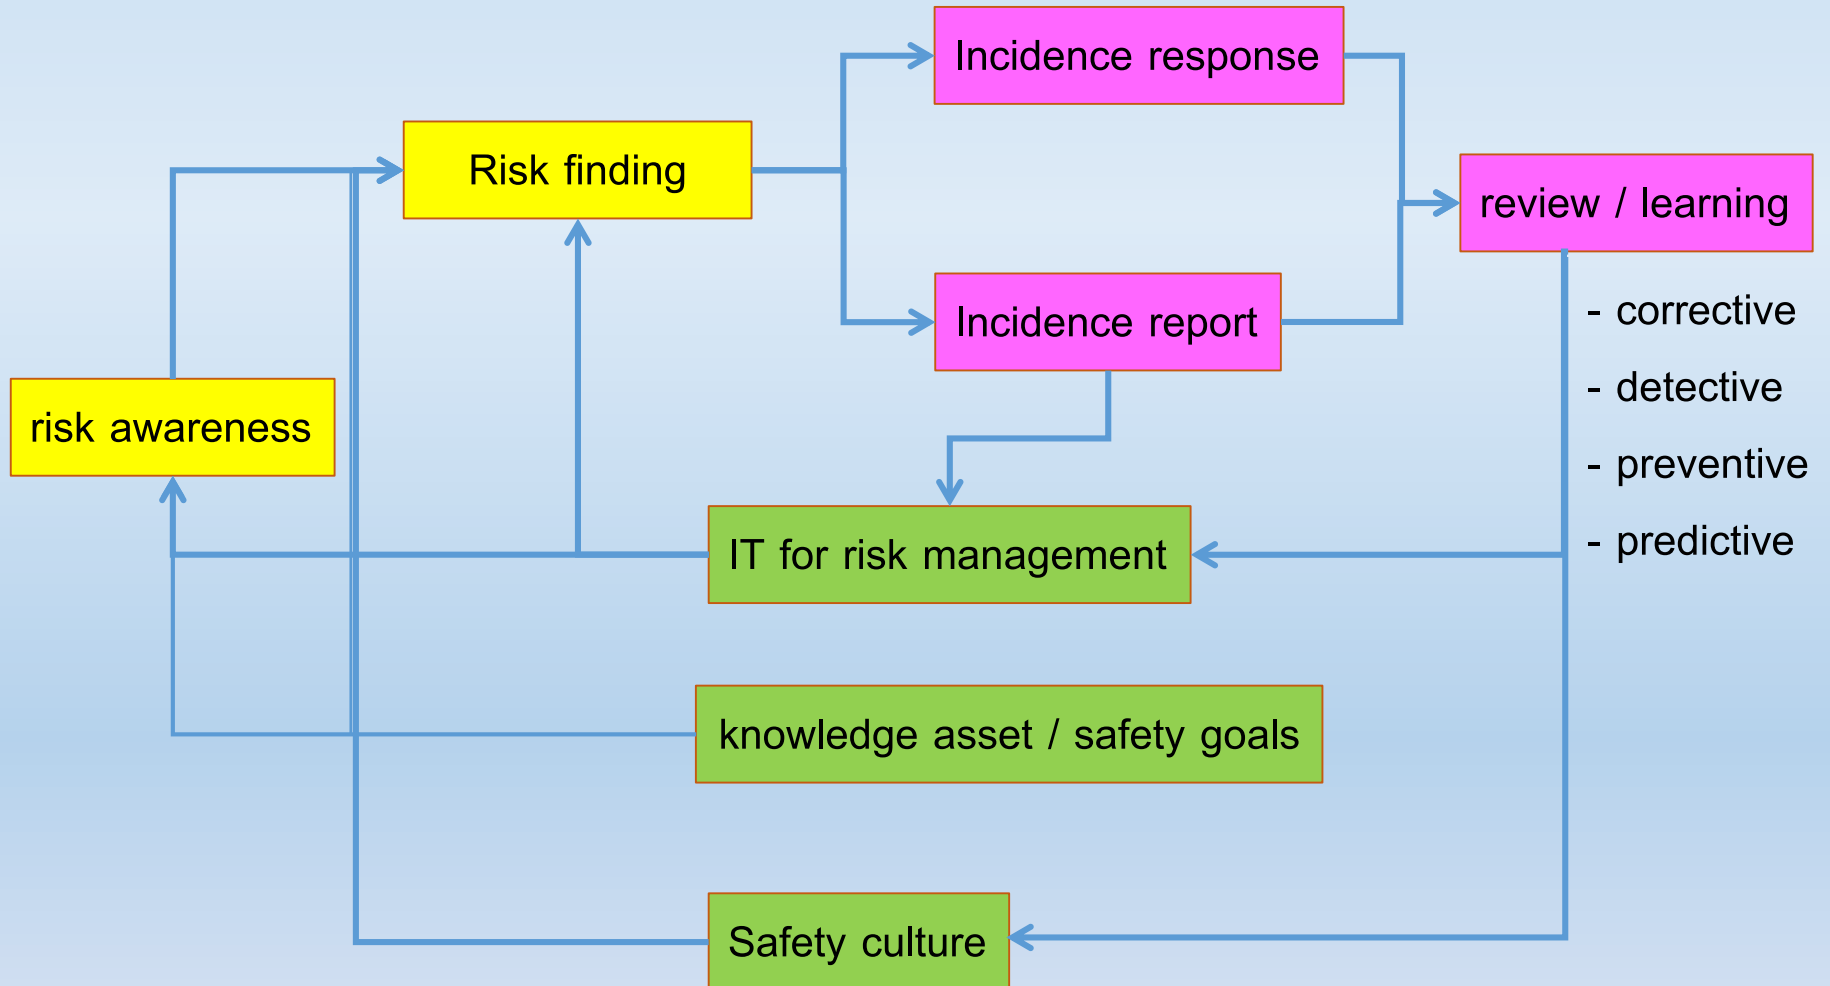 Incidence response
Risk finding
review / learning
Incidence report
- corrective
- detective
- preventive
- predictive
risk awareness
IT for risk management
knowledge asset / safety goals
Safety culture